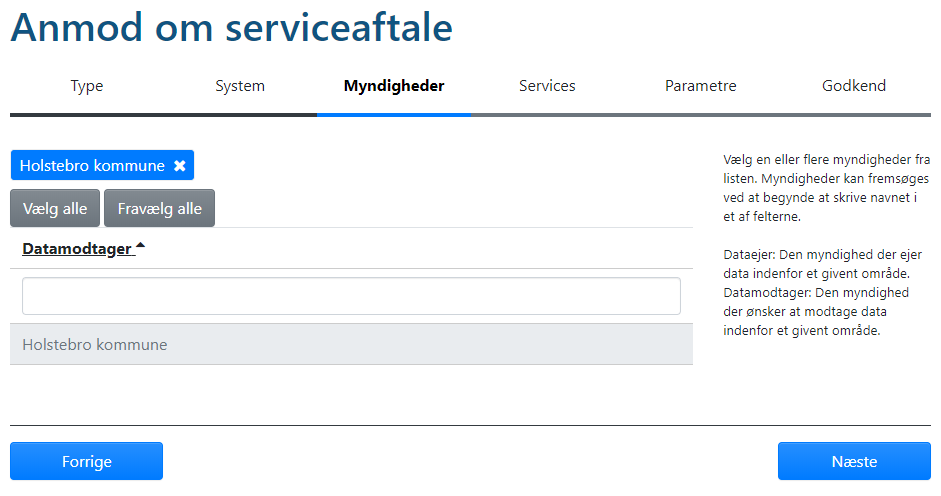 Anmod om serviceaftale
Type System Myndigheder Services Parametre Godkend
Holstebro kommune ✖
Vælg alle Fravælg alle
Datamodtager
Holstebro kommune
Vælg en eller flere myndigheder fra
listen. Myndigheder kan fremsøges
ved at begynde at skrive navnet i
et af felterne.
Dataejer: Den myndighed der ejer
data indenfor et givent område.
Datamodtager: Den myndighed
der ønsker at modtage data
indenfor et givent område.
Forrige Næste